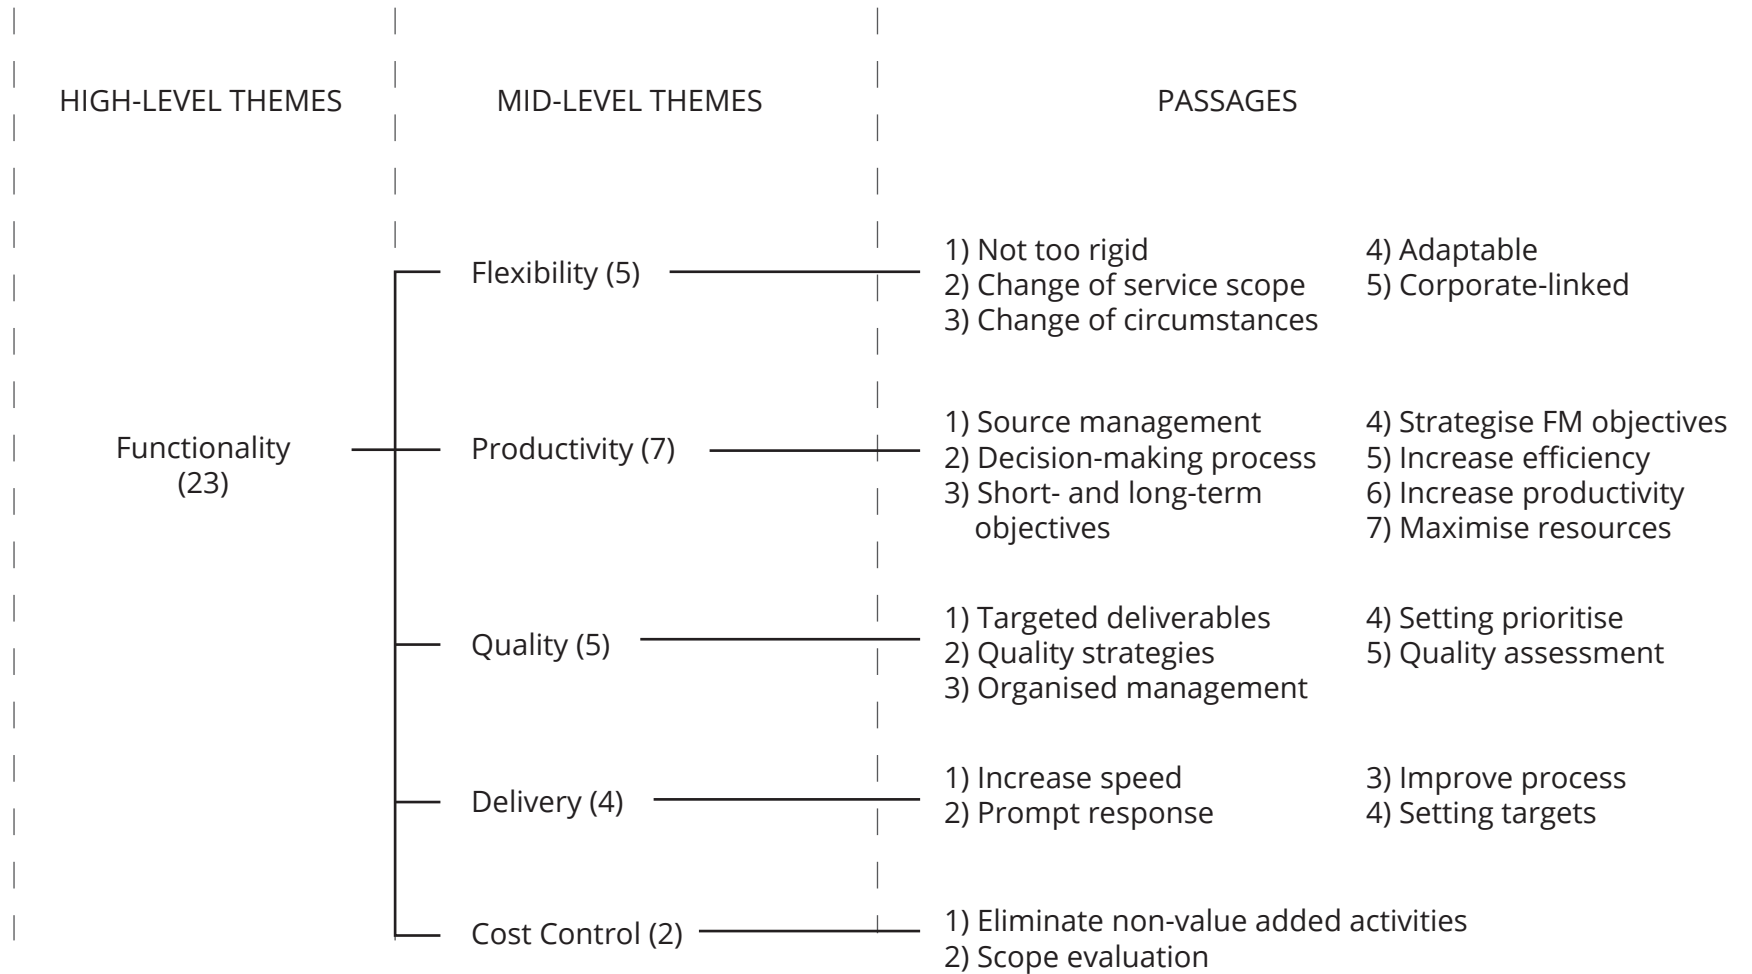 HIGH-LEVEL THEMES
MID-LEVEL THEMES
PASSAGES
Functionality
(23)
Flexibility (5)
1) Not too rigid
2) Change of service scope
3) Change of circumstances
4) Adaptable
5) Corporate-linked
Productivity (7)
1) Source management
2) Decision-making process
3) Short- and long-term
objectives
4) Strategise FM objectives
5) Increase efficiency
6) Increase productivity
7) Maximise resources
Quality (5)
1) Targeted deliverables
2) Quality strategies
3) Organised management
4) Setting prioritise
5) Quality assessment
Delivery (4)
1) Increase speed
2) Prompt response
3) Improve process
4) Setting targets
Cost Control (2)
1) Eliminate non-value added activities
2) Scope evaluation